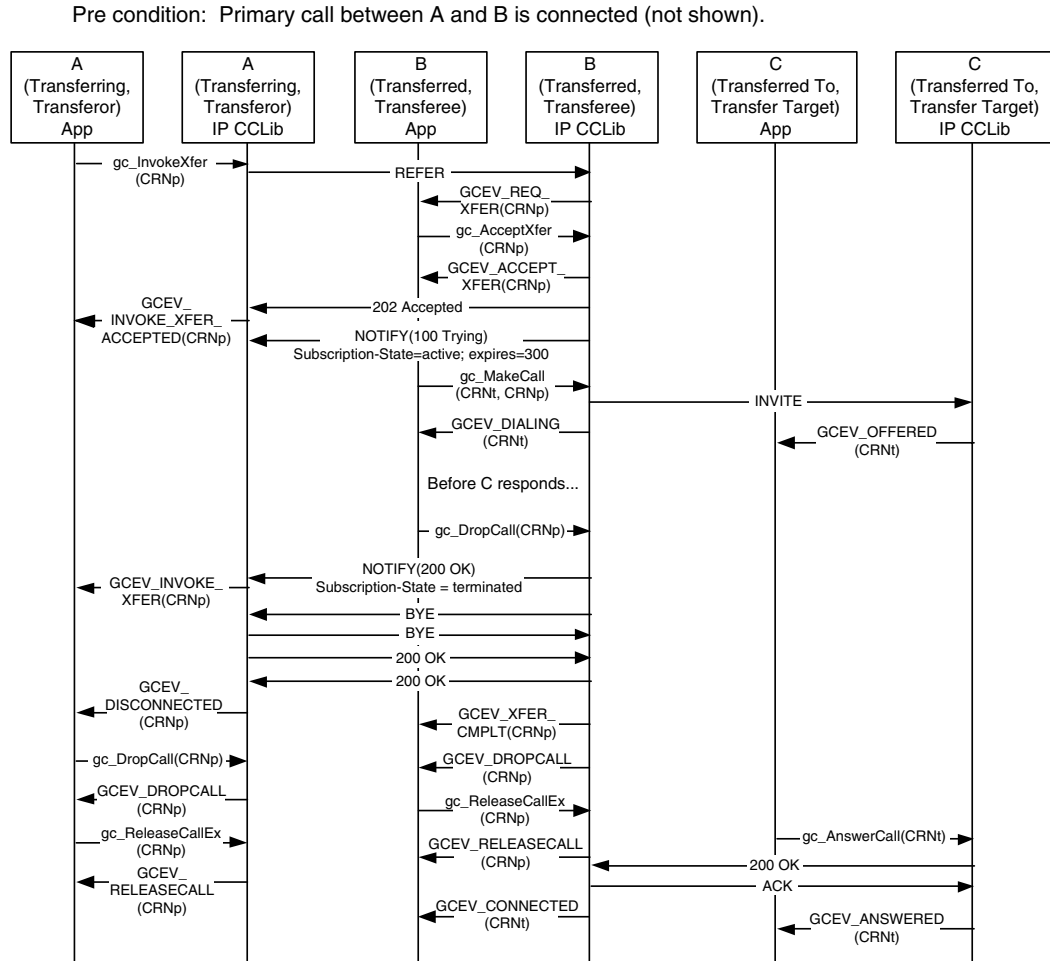 Pre condition:  Primary call between A and B is connected (not shown).
A
(Transferring,
Transferor)
App
A
(Transferring,
Transferor)
IP CCLib
B
(Transferred,
Transferee)
App
B
(Transferred,
Transferee)
IP CCLib
C
(Transferred To,
Transfer Target)
App
C
(Transferred To,
Transfer Target)
IP CCLib
gc_InvokeXfer
(CRNp)
REFER
GCEV_REQ_
XFER(CRNp)
gc_AcceptXfer
(CRNp)
GCEV_ACCEPT_
XFER(CRNp)
202 Accepted
GCEV_
INVOKE_XFER_
ACCEPTED(CRNp)
NOTIFY(100 Trying)
Subscription-State=active; expires=300
gc_MakeCall
(CRNt, CRNp)
INVITE
GCEV_DIALING
(CRNt)
GCEV_OFFERED
(CRNt)
Before C responds...
gc_DropCall(CRNp)
NOTIFY(200 OK)
Subscription-State = terminated
GCEV_INVOKE_
XFER(CRNp)
BYE
BYE
200 OK
200 OK
GCEV_
DISCONNECTED
(CRNp)
GCEV_XFER_
CMPLT(CRNp)
gc_DropCall(CRNp)
GCEV_DROPCALL
(CRNp)
GCEV_DROPCALL
(CRNp)
gc_ReleaseCallEx
(CRNp)
gc_ReleaseCallEx
(CRNp)
gc_AnswerCall(CRNt)
GCEV_RELEASECALL
(CRNp)
200 OK
GCEV_
RELEASECALL
(CRNp)
ACK
GCEV_CONNECTED
(CRNt)
GCEV_ANSWERED
(CRNt)